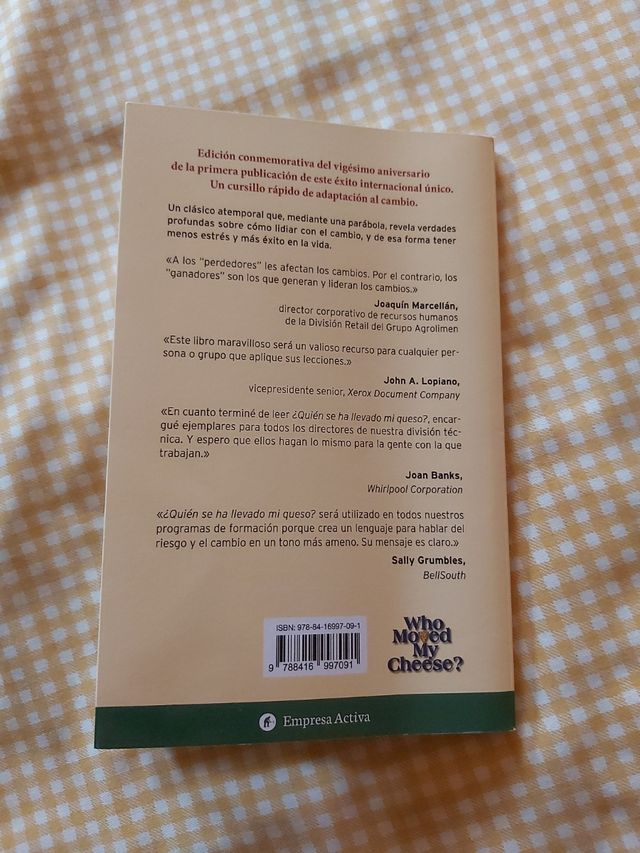 Edición conmemorativa del vigésimo aniversario
de la primera publicación de este éxito internacional único.
Un cursillo rápido de adaptación al cambio.
Un clásico atemporal que, mediante una parábola, revela verdades
profundas sobre cómo lidiar con el cambio, y de esa forma tener
menos estrés y más éxito en la vida.
«A los "perdedores" les afectan los cambios. Por el contrario, los
"ganadores" son los que generan y lideran los cambios.»
Joaquín Marcellán,
director corporativo de recursos humanos
de la División Retail del Grupo Agrolimen
«Este libro maravilloso será un valioso recurso para cualquier per-
sona o grupo que aplique sus lecciones.»
John A. Lopiano,
vicepresidente senior, Xerox Document Company
«En cuanto terminé de leer ¿Quién se ha llevado mi queso?, encar-
gué ejemplares para todos los directores de nuestra división téc-
nica. Y espero que ellos hagan lo mismo para la gente con la que
trabajan.»
Joan Banks,
Whirlpool Corporation
«¿Quién se ha llevado mi queso? será utilizado en todos nuestros
programas de formación porque crea un lenguaje para hablar del
riesgo y el cambio en un tono más ameno. Su mensaje es claro.»
Sally Grumbles,
BellSouth
ISBN: 978-84-16997-09-1
9 788416 997091
Who
Moved
My
Cheese?
Empresa Activa